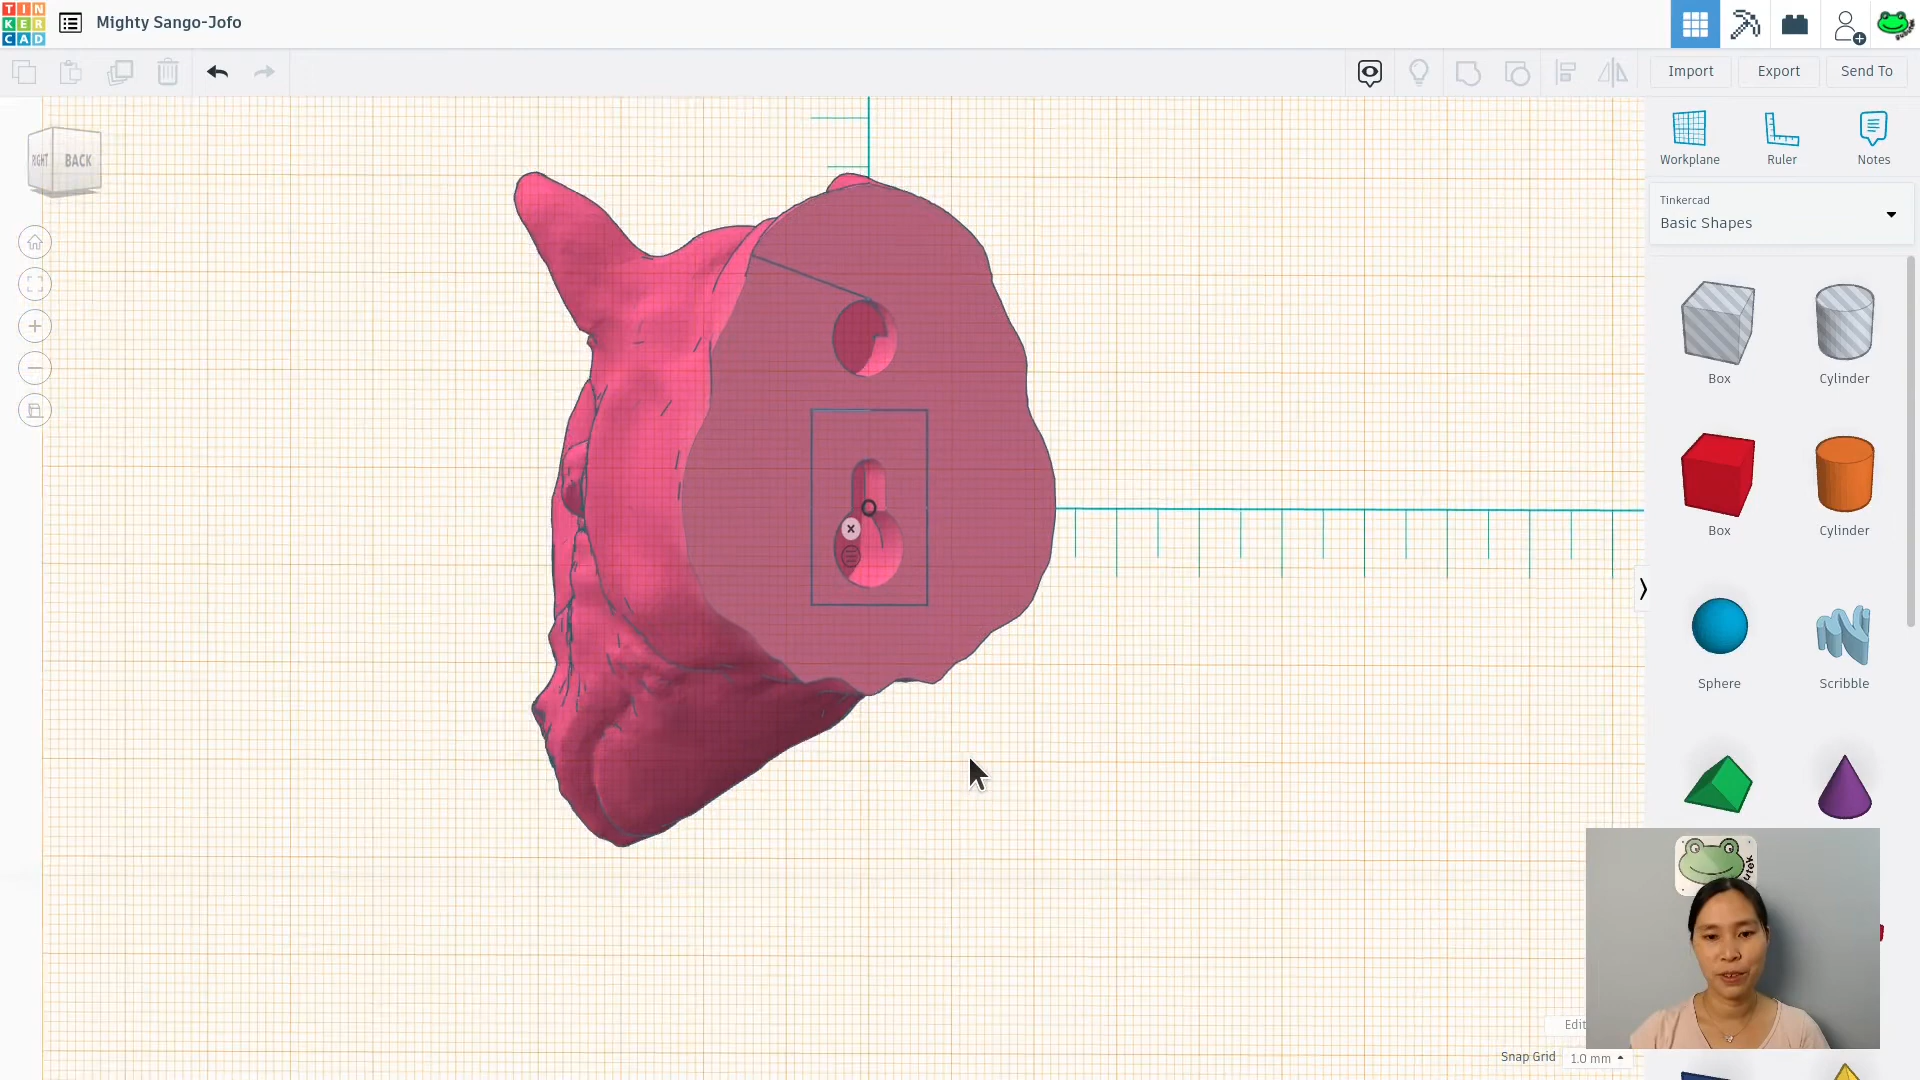 TIN
KER
CAD
Mighty Sango-Jofo
Import
Export
Send To
RIGHT
BACK
Workplane
Ruler
Notes
Tinkercad
Basic Shapes
Box
Cylinder
Box
Cylinder
Sphere
Scribble
Edit
Snap Grid
1.0 mm